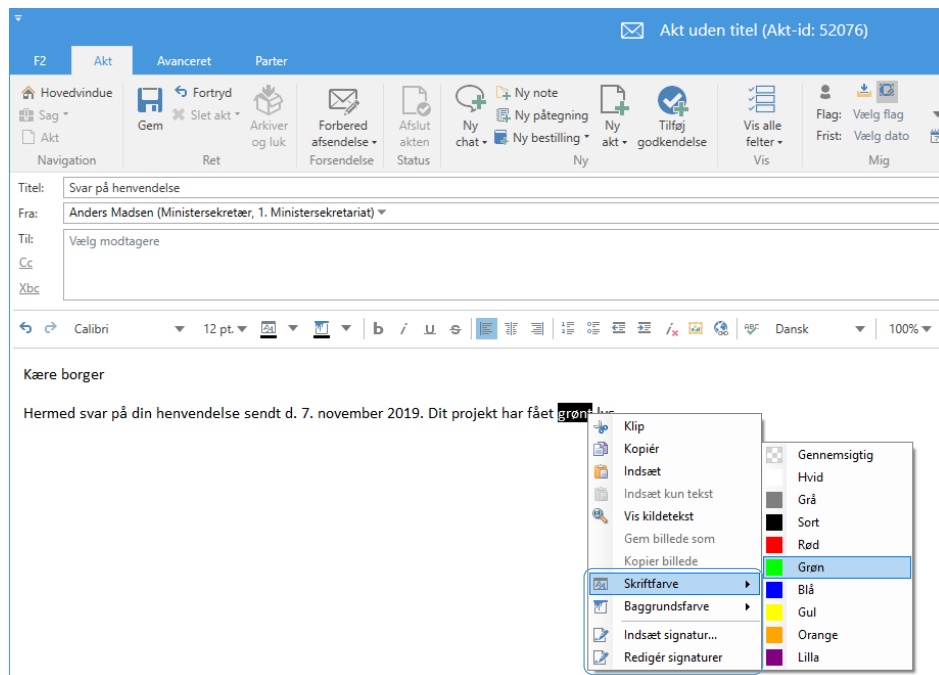 Akt uden titel (Akt-id: 52076)
F2 Akt Avanceret Parter
Hovedvindue
Sag
Akt
Navigation
Gem
Fortryd
Slet akt
Arkiver og luk
Ret
Forbered afsendelse
Forsendelse
Afslut akten
Status
Ny chat
Ny note
Ny påtegning
Ny bestilling
Ny akt
Tilføj godkendelse
Ny
Vis alle felter
Vis
Flag: Vælg flag
Frist: Vælg dato
Mig
Titel: Svar på henvendelse
Fra: Anders Madsen (Ministersekretær, 1. Ministersekretariat)
Til: Vælg modtagere
Cc
Xbc
Calibri 12 pt. b i u s ABC Dansk 100%
Kære borger
Hermed svar på din henvendelse sendt d. 7. november 2019. Dit projekt har fået grønt
Klip
Kopiér
Indsæt
Indsæt kun tekst
Vis kildetekst
Gem billede som
Kopier billede
Skriftfarve
Baggrundsfarve
Indsæt signatur...
Redigér signaturer
Gennemsigtig
Hvid
Grå
Sort
Rød
Grøn
Blå
Gul
Orange
Lilla